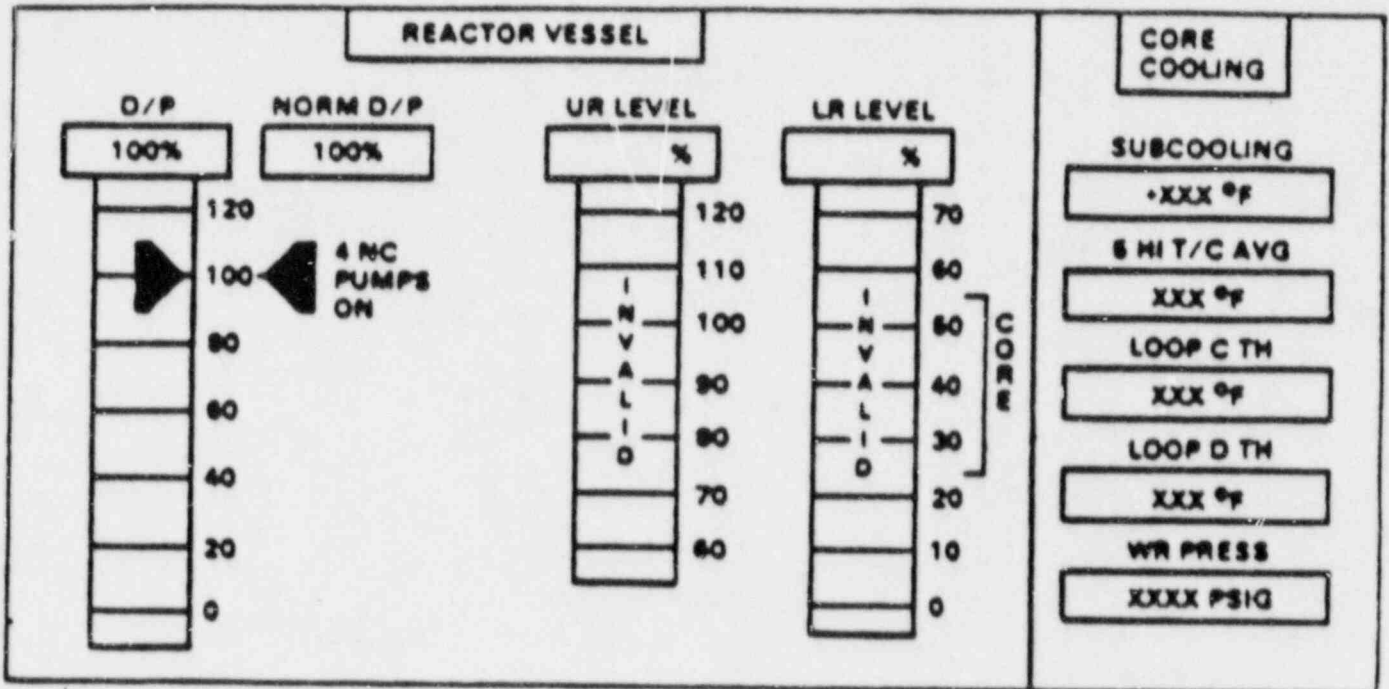 REACTOR VESSEL
D/P
100%
120
100
80
60
40
20
0
NORM D/P
100%
4 NC
PUMPS
ON
UR LEVEL
%
120
110
100
90
80
70
60
INVALID
LR LEVEL
%
70
60
50
40
30
20
10
0
INVALID
CORE
CORE
COOLING
SUBCOOLING
+XXX °F
5 HI T/C AVG
XXX °F
LOOP C TH
XXX °F
LOOP D TH
XXX °F
WR PRESS
XXXX PSIG